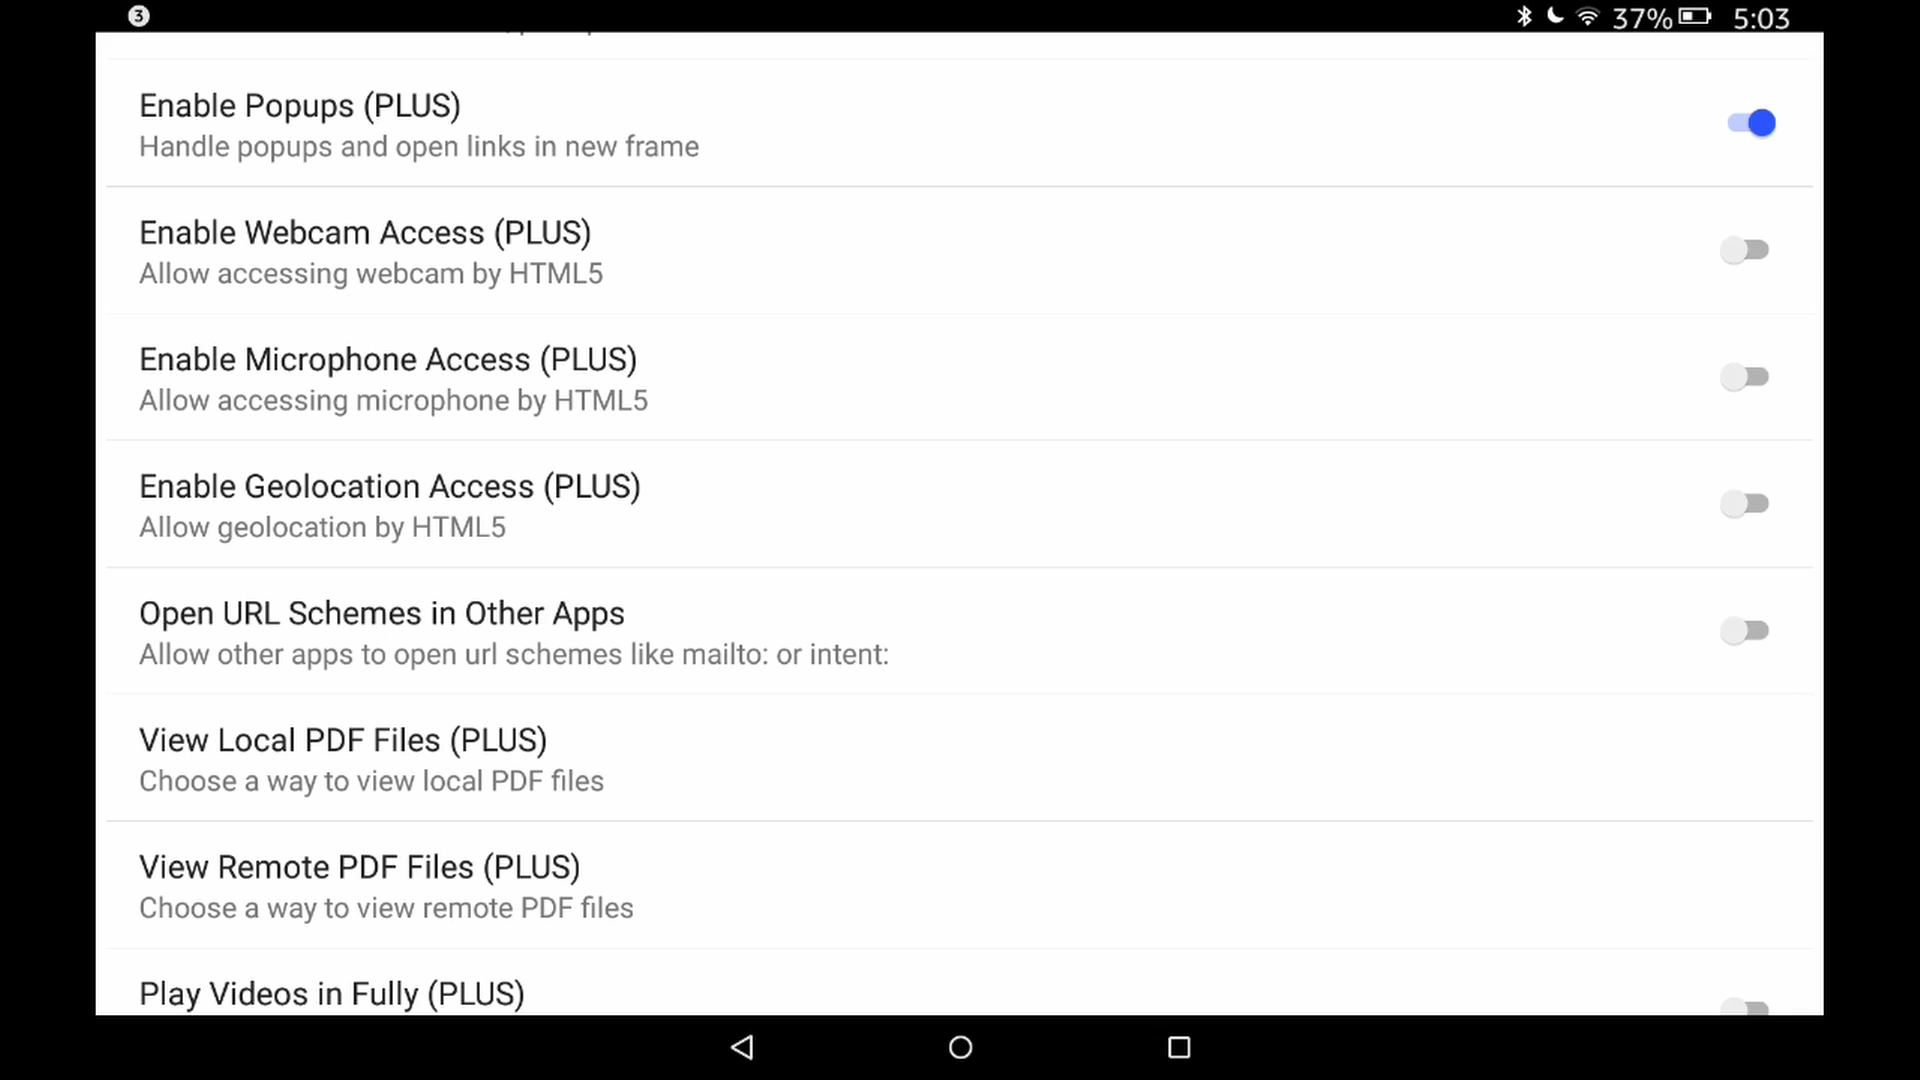 3
37% 5:03
Enable Popups (PLUS)
Handle popups and open links in new frame
Enable Webcam Access (PLUS)
Allow accessing webcam by HTML5
Enable Microphone Access (PLUS)
Allow accessing microphone by HTML5
Enable Geolocation Access (PLUS)
Allow geolocation by HTML5
Open URL Schemes in Other Apps
Allow other apps to open url schemes like mailto: or intent:
View Local PDF Files (PLUS)
Choose a way to view local PDF files
View Remote PDF Files (PLUS)
Choose a way to view remote PDF files
Play Videos in Fully (PLUS)